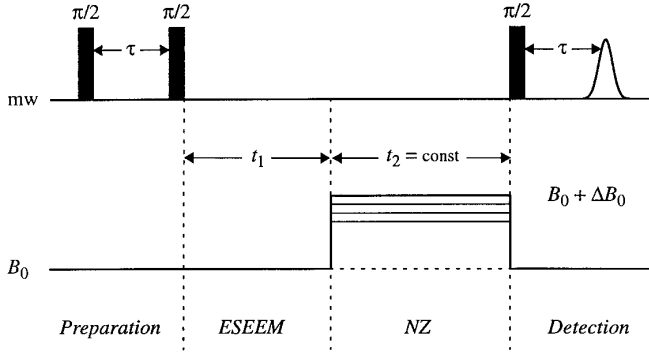 π/2 π/2 π/2
τ τ
mw
t₁ t₂ = const
B₀ + ΔB₀
B₀
Preparation ESEEM NZ Detection